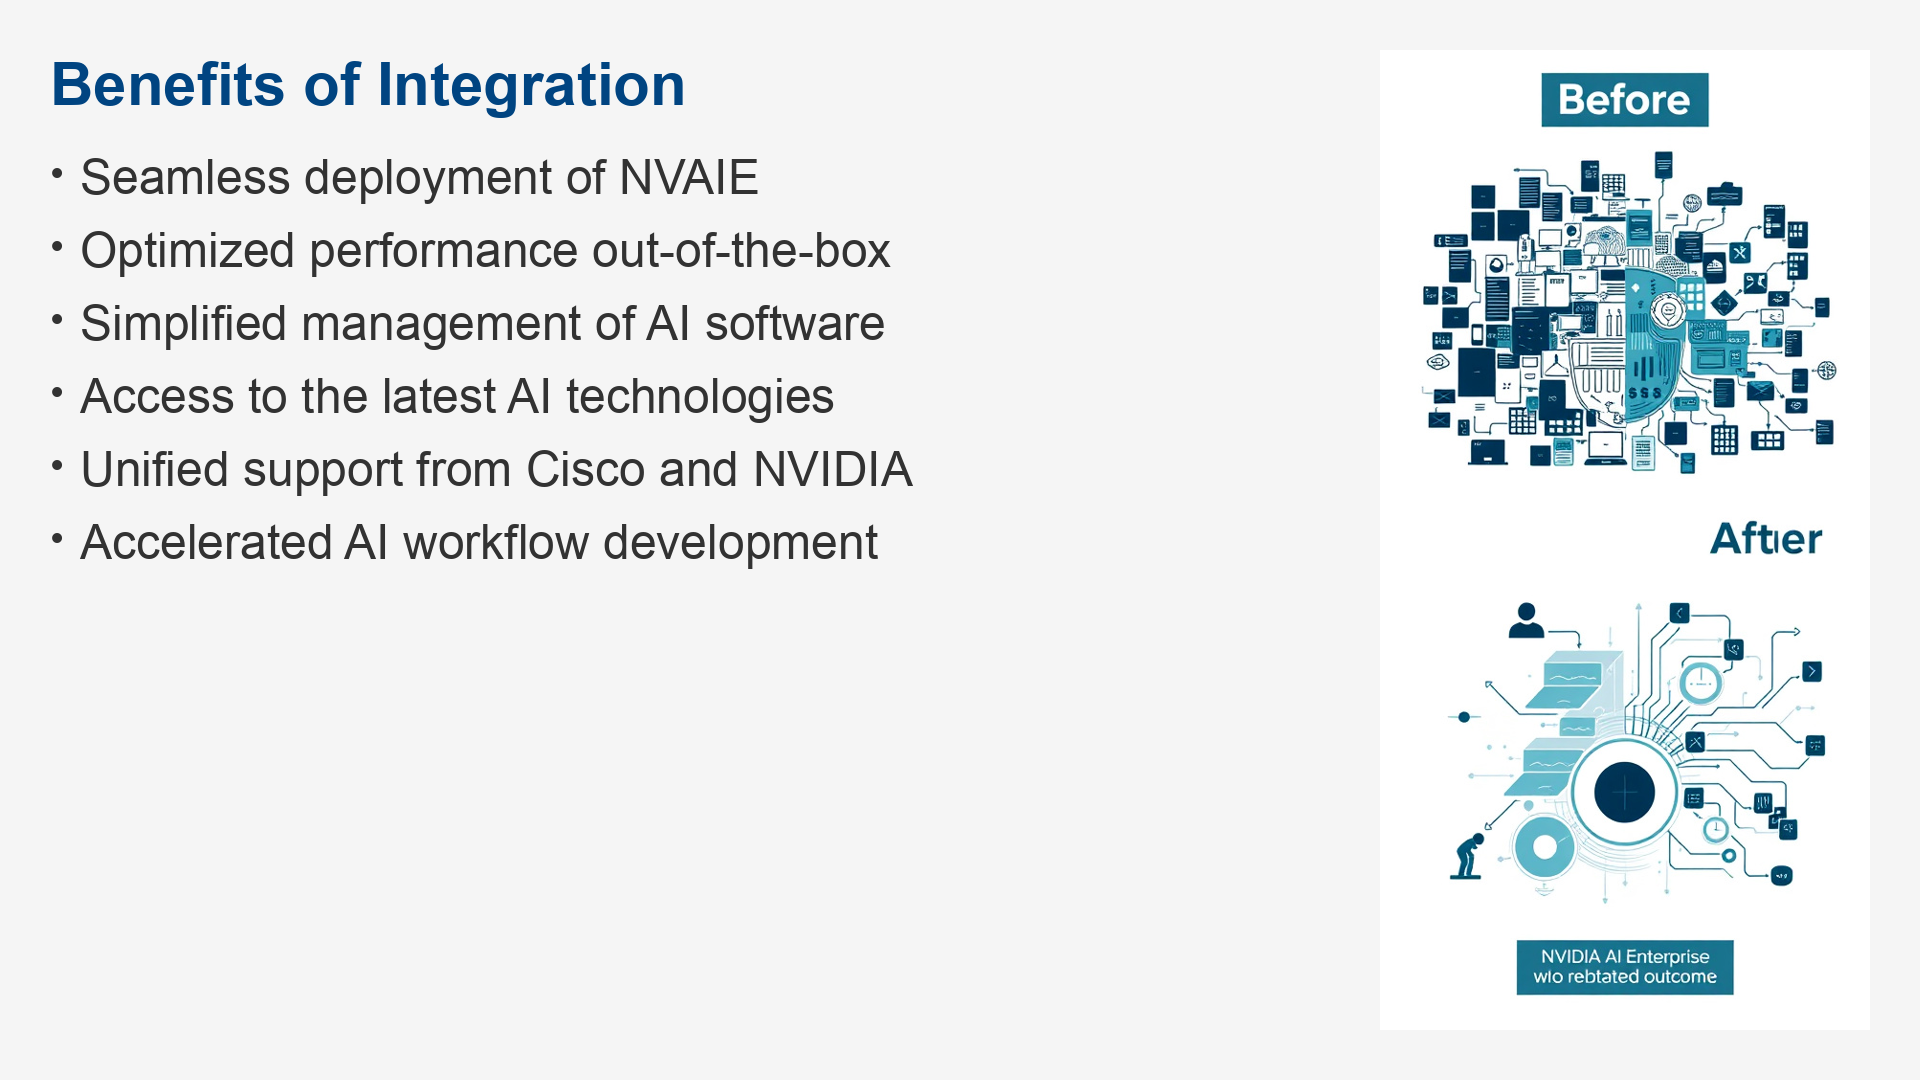 Benefits of Integration
• Seamless deployment of NVAIE
• Optimized performance out-of-the-box
• Simplified management of AI software
• Access to the latest AI technologies
• Unified support from Cisco and NVIDIA
• Accelerated AI workflow development
Before
Aftıer
NVIDIA AI Enterprise
wlo rebtated outcome